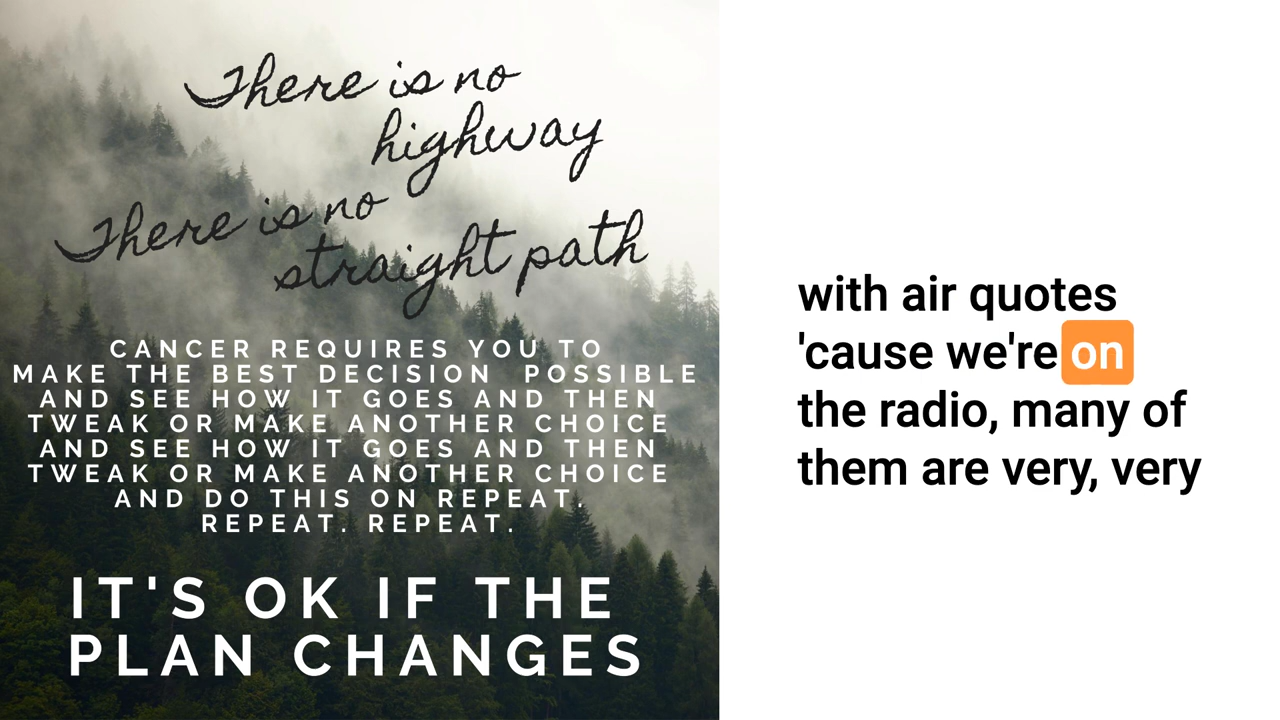 There is no
highway
There is no
straight path
CANCER REQUIRES YOU TO
MAKE THE BEST DECISION POSSIBLE
AND SEE HOW IT GOES AND THEN
TWEAK OR MAKE ANOTHER CHOICE
AND SEE HOW IT GOES AND THEN
TWEAK OR MAKE ANOTHER CHOICE
AND DO THIS ON REPEAT.
REPEAT. REPEAT.
IT'S OK IF THE
PLAN CHANGES
with air quotes
'cause we're on
the radio, many of
them are very, very